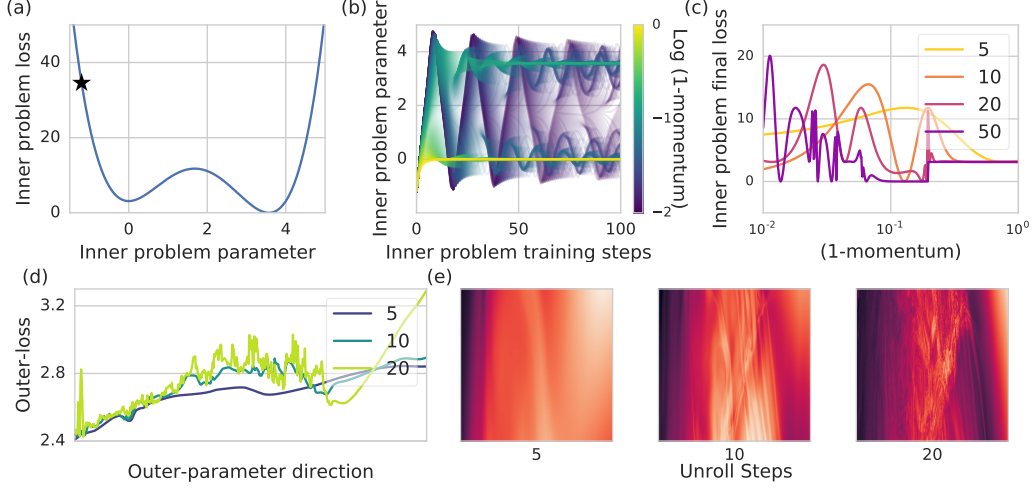 (a)
Inner problem loss
40
20
0
0
2
4
Inner problem parameter
(b)
Inner problem parameter
4
2
0
0
50
100
Inner problem training steps
0
−1
−2
Log (1-momentum)
(c)
Inner problem final loss
20
10
0
10⁻²
10⁻¹
10⁰
(1-momentum)
5
10
20
50
(d)
Outer-loss
3.2
2.8
2.4
5
10
20
Outer-parameter direction
(e)
5
10
20
Unroll Steps